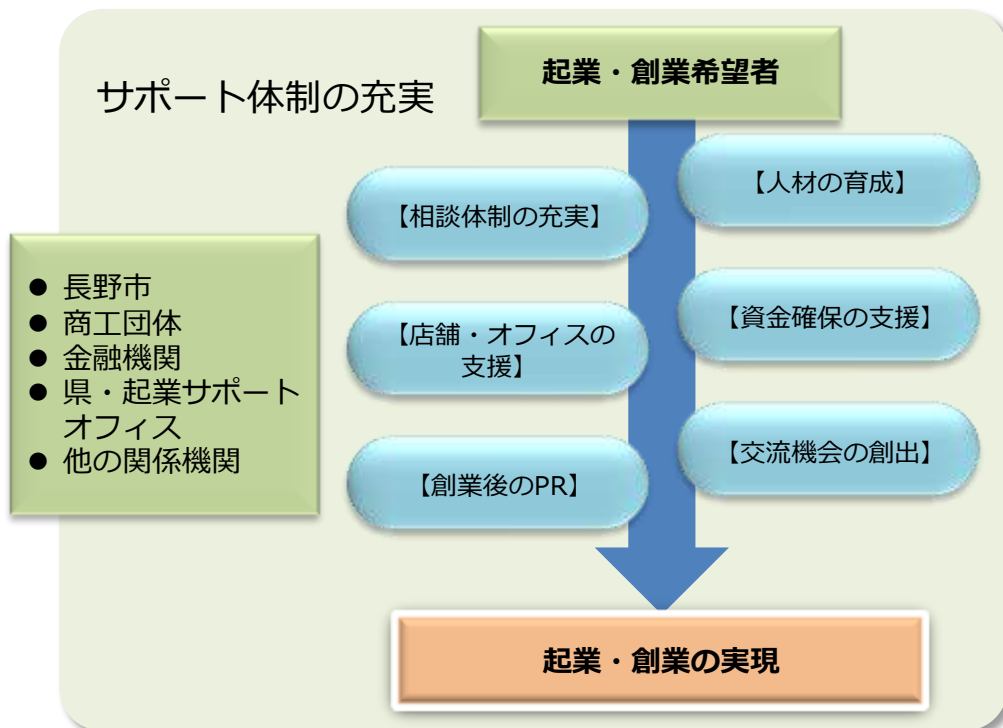 起業・創業希望者
サポート体制の充実
【人材の育成】
【相談体制の充実】
● 長野市
● 商工団体
● 金融機関
● 県・起業サポート
オフィス
● 他の関係機関
【資金確保の支援】
【店舗・オフィスの
支援】
【交流機会の創出】
【創業後のPR】
起業・創業の実現